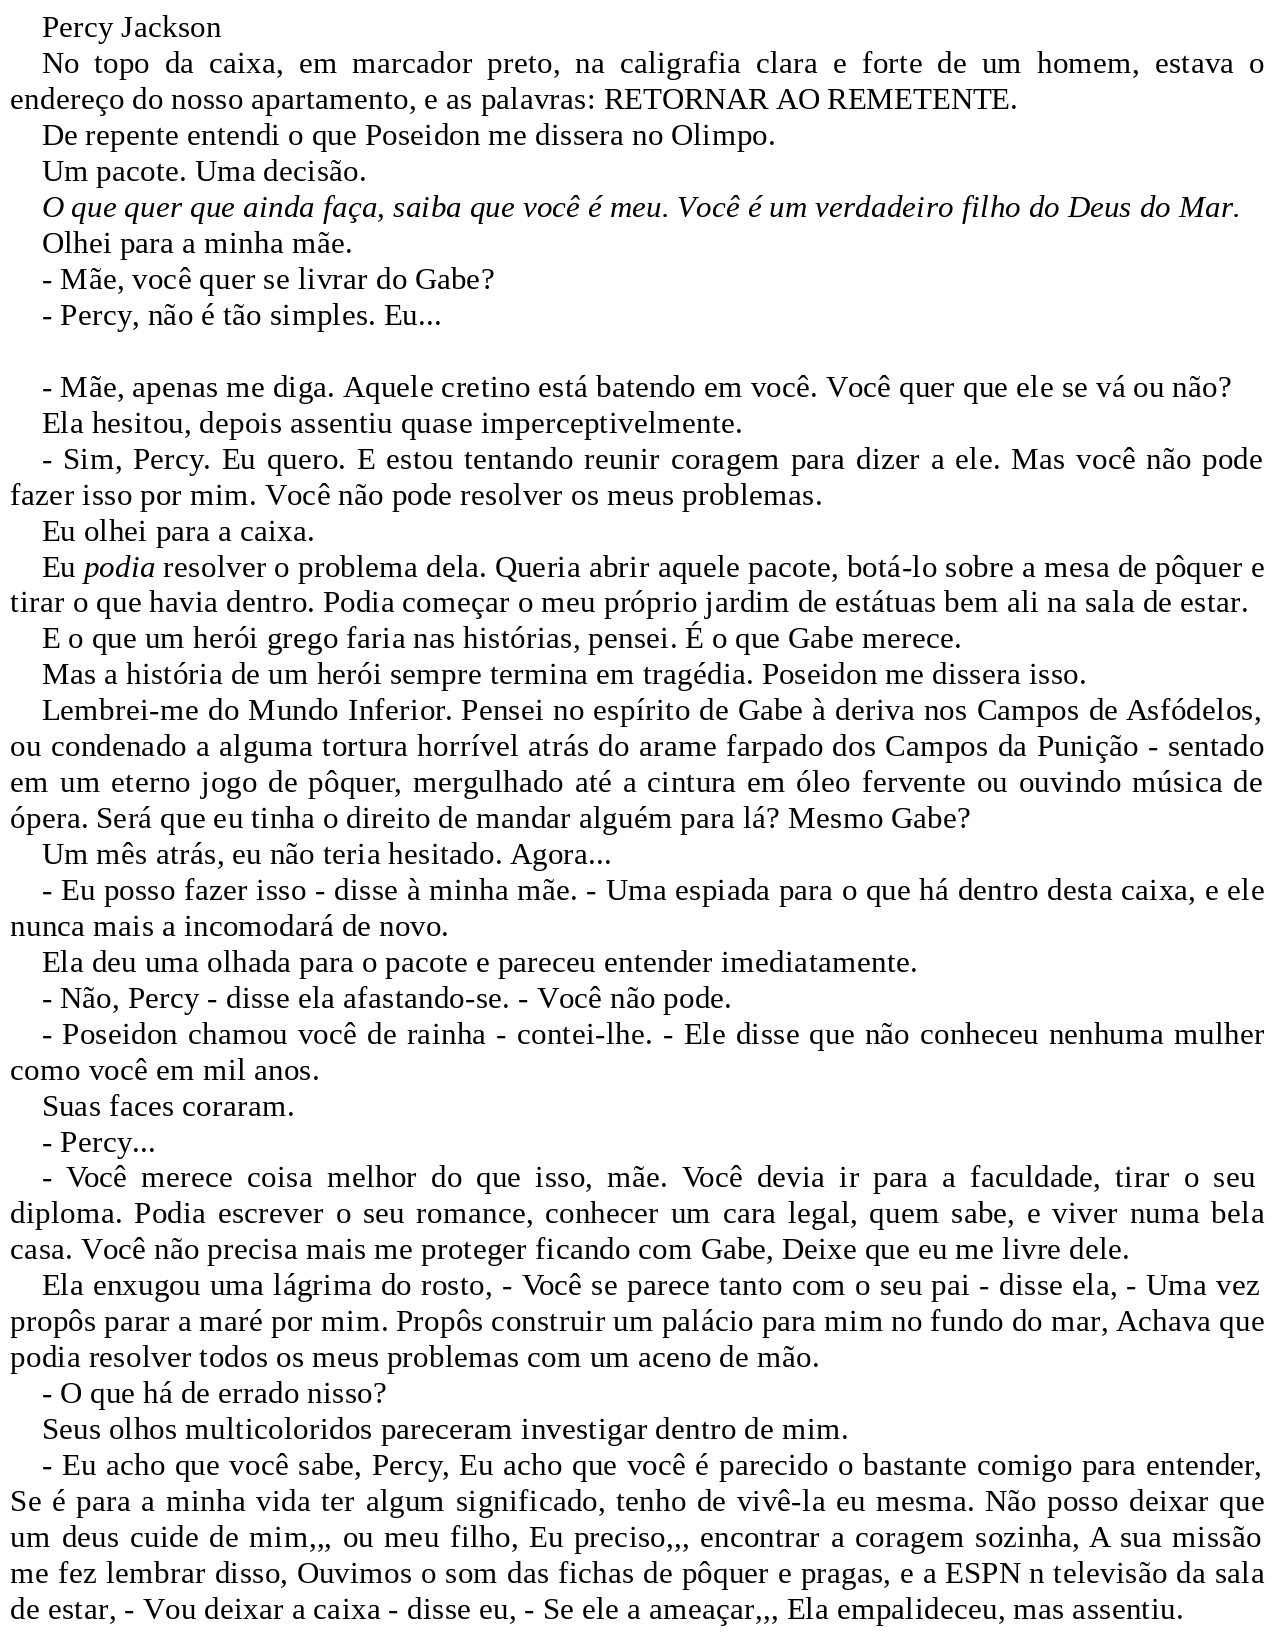 Percy Jackson
No topo da caixa, em marcador preto, na caligrafia clara e forte de um homem, estava o
endereço do nosso apartamento, e as palavras: RETORNAR AO REMETENTE.
De repente entendi o que Poseidon me dissera no Olimpo.
Um pacote. Uma decisão.
O que quer que ainda faça, saiba que você é meu. Você é um verdadeiro filho do Deus do Mar.
Olhei para a minha mãe.
- Mãe, você quer se livrar do Gabe?
- Percy, não é tão simples. Eu...
- Mãe, apenas me diga. Aquele cretino está batendo em você. Você quer que ele se vá ou não?
Ela hesitou, depois assentiu quase imperceptivelmente.
- Sim, Percy. Eu quero. E estou tentando reunir coragem para dizer a ele. Mas você não pode
fazer isso por mim. Você não pode resolver os meus problemas.
Eu olhei para a caixa.
Eu podia resolver o problema dela. Queria abrir aquele pacote, botá-lo sobre a mesa de pôquer e
tirar o que havia dentro. Podia começar o meu próprio jardim de estátuas bem ali na sala de estar.
E o que um herói grego faria nas histórias, pensei. É o que Gabe merece.
Mas a história de um herói sempre termina em tragédia. Poseidon me dissera isso.
Lembrei-me do Mundo Inferior. Pensei no espírito de Gabe à deriva nos Campos de Asfódelos,
ou condenado a alguma tortura horrível atrás do arame farpado dos Campos da Punição - sentado
em um eterno jogo de pôquer, mergulhado até a cintura em óleo fervente ou ouvindo música de
ópera. Será que eu tinha o direito de mandar alguém para lá? Mesmo Gabe?
Um mês atrás, eu não teria hesitado. Agora...
- Eu posso fazer isso - disse à minha mãe. - Uma espiada para o que há dentro desta caixa, e ele
nunca mais a incomodará de novo.
Ela deu uma olhada para o pacote e pareceu entender imediatamente.
- Não, Percy - disse ela afastando-se. - Você não pode.
- Poseidon chamou você de rainha - contei-lhe. - Ele disse que não conheceu nenhuma mulher
como você em mil anos.
Suas faces coraram.
- Percy...
- Você merece coisa melhor do que isso, mãe. Você devia ir para a faculdade, tirar o seu
diploma. Podia escrever o seu romance, conhecer um cara legal, quem sabe, e viver numa bela
casa. Você não precisa mais me proteger ficando com Gabe, Deixe que eu me livre dele.
Ela enxugou uma lágrima do rosto, - Você se parece tanto com o seu pai - disse ela, - Uma vez
propôs parar a maré por mim. Propôs construir um palácio para mim no fundo do mar, Achava que
podia resolver todos os meus problemas com um aceno de mão.
- O que há de errado nisso?
Seus olhos multicoloridos pareceram investigar dentro de mim.
- Eu acho que você sabe, Percy, Eu acho que você é parecido o bastante comigo para entender,
Se é para a minha vida ter algum significado, tenho de vivê-la eu mesma. Não posso deixar que
um deus cuide de mim,,, ou meu filho, Eu preciso,,, encontrar a coragem sozinha, A sua missão
me fez lembrar disso, Ouvimos o som das fichas de pôquer e pragas, e a ESPN n televisão da sala
de estar, - Vou deixar a caixa - disse eu, - Se ele a ameaçar,,, Ela empalideceu, mas assentiu.